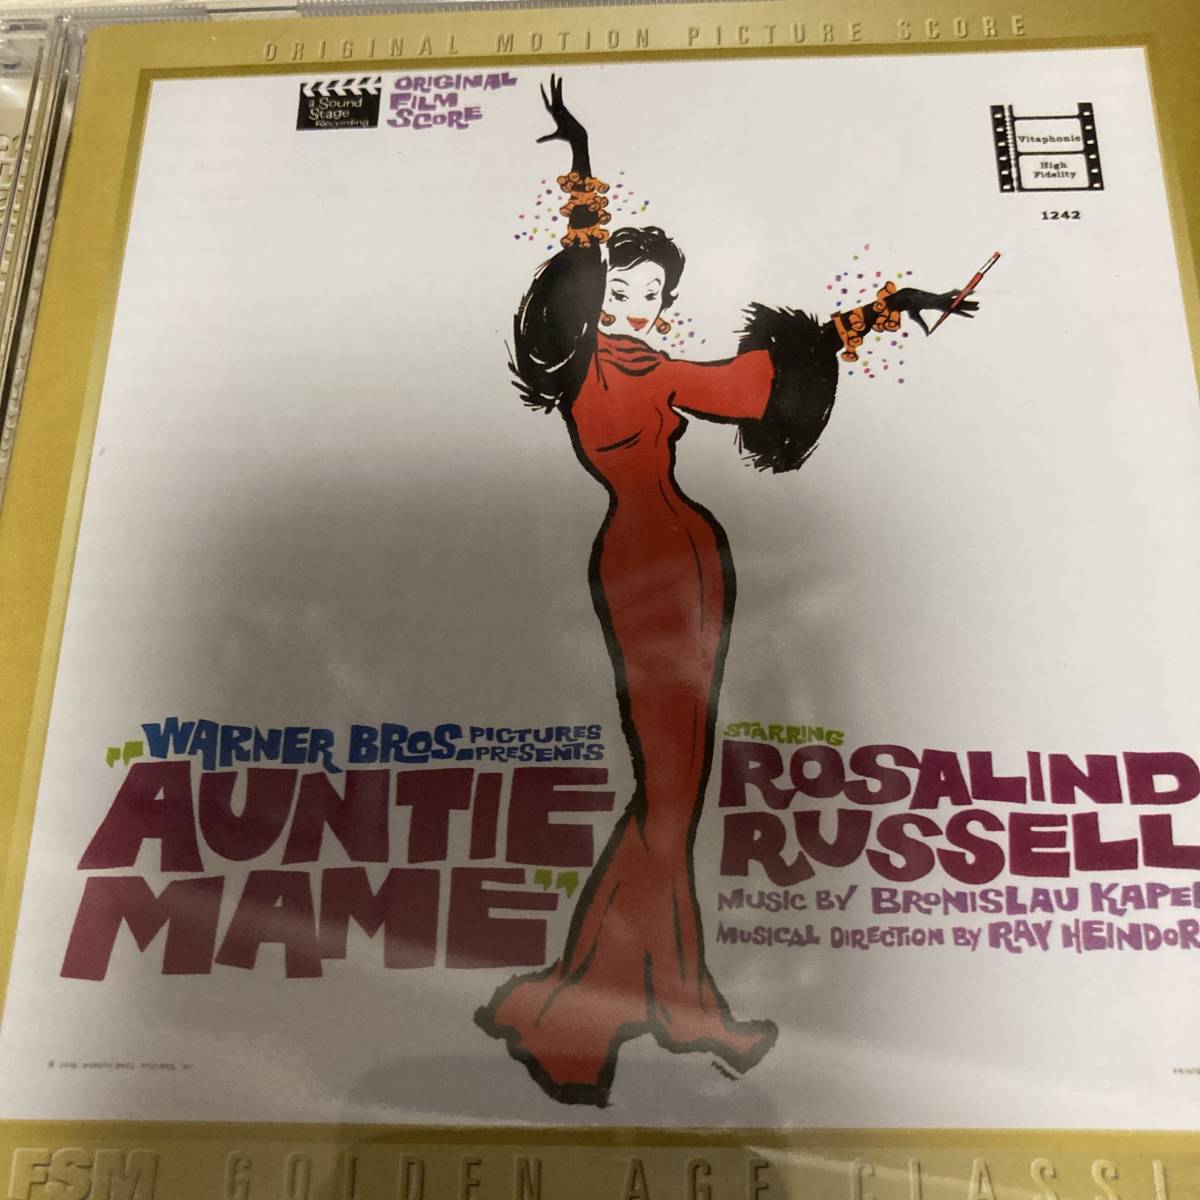 ORIGINAL MOTION PICTURE SCORE
a Sound
Stage
Recording
ORIGINAL
FILM
SCORE
Vitaphonic
High
Fidelity
1242
WARNER BROS. PICTURES
PRESENTS
"AUNTIE
MAME"
STARRING
ROSALIND
RUSSELL
MUSIC BY BRONISLAU KAPE
MUSICAL DIRECTION BY RAY HEINDOR
FSM GOLDEN AGE CLASSI